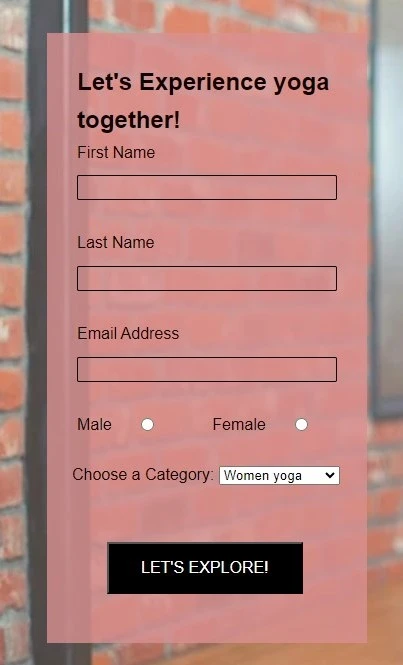 Let's Experience yoga
together!
First Name
Last Name
Email Address
Male Female
Choose a Category: Women yoga
LET'S EXPLORE!